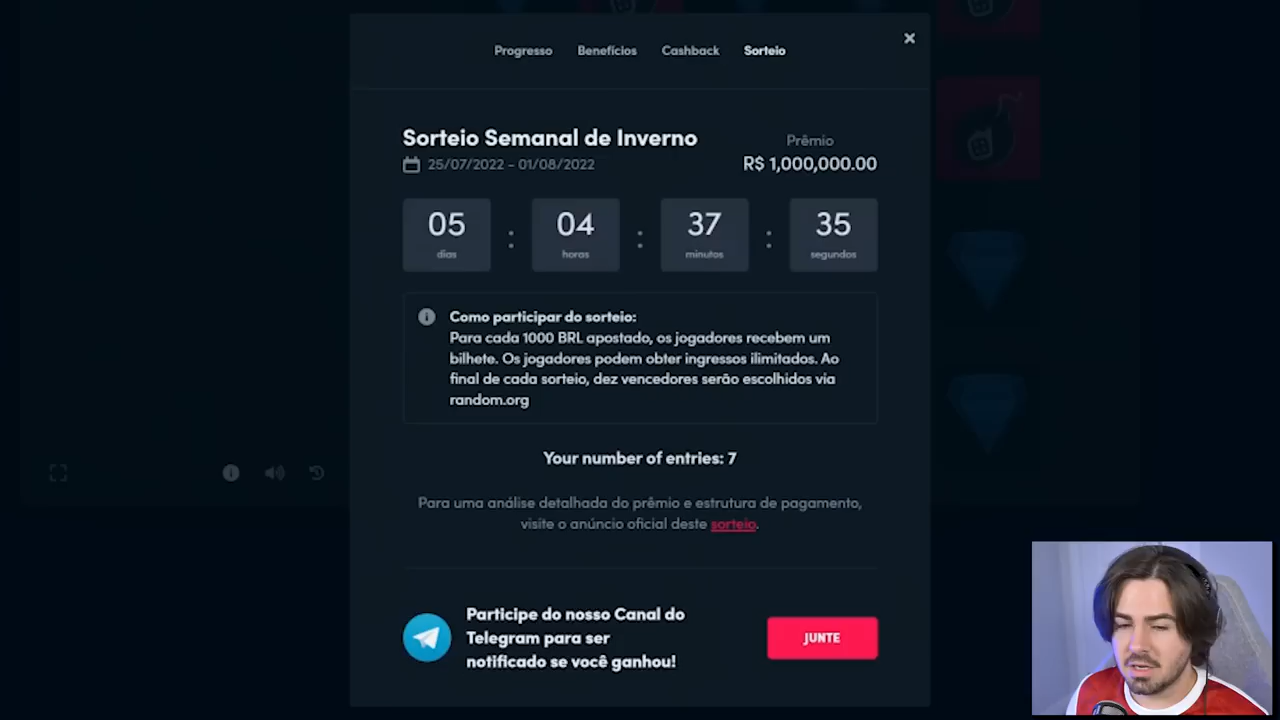 Progresso Benefícios Cashback Sorteio
Sorteio Semanal de Inverno
25/07/2022 - 01/08/2022
Prêmio
R$ 1,000,000.00
05 : 04 : 37 : 35
dias horas minutos segundos
Como participar do sorteio:
Para cada 1000 BRL apostado, os jogadores recebem um
bilhete. Os jogadores podem obter ingressos ilimitados. Ao
final de cada sorteio, dez vencedores serão escolhidos via
random.org
Your number of entries: 7
Para uma análise detalhada do prêmio e estrutura de pagamento,
visite o anúncio oficial deste sorteio.
Participe do nosso Canal do
Telegram para ser
notificado se você ganhou!
JUNTE